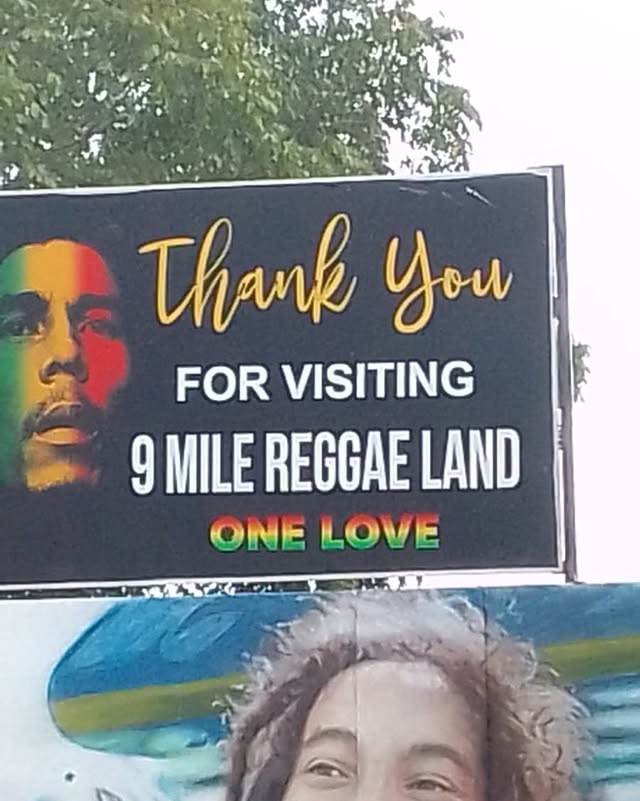 Thank You
FOR VISITING
9 MILE REGGAE LAND
ONE LOVE